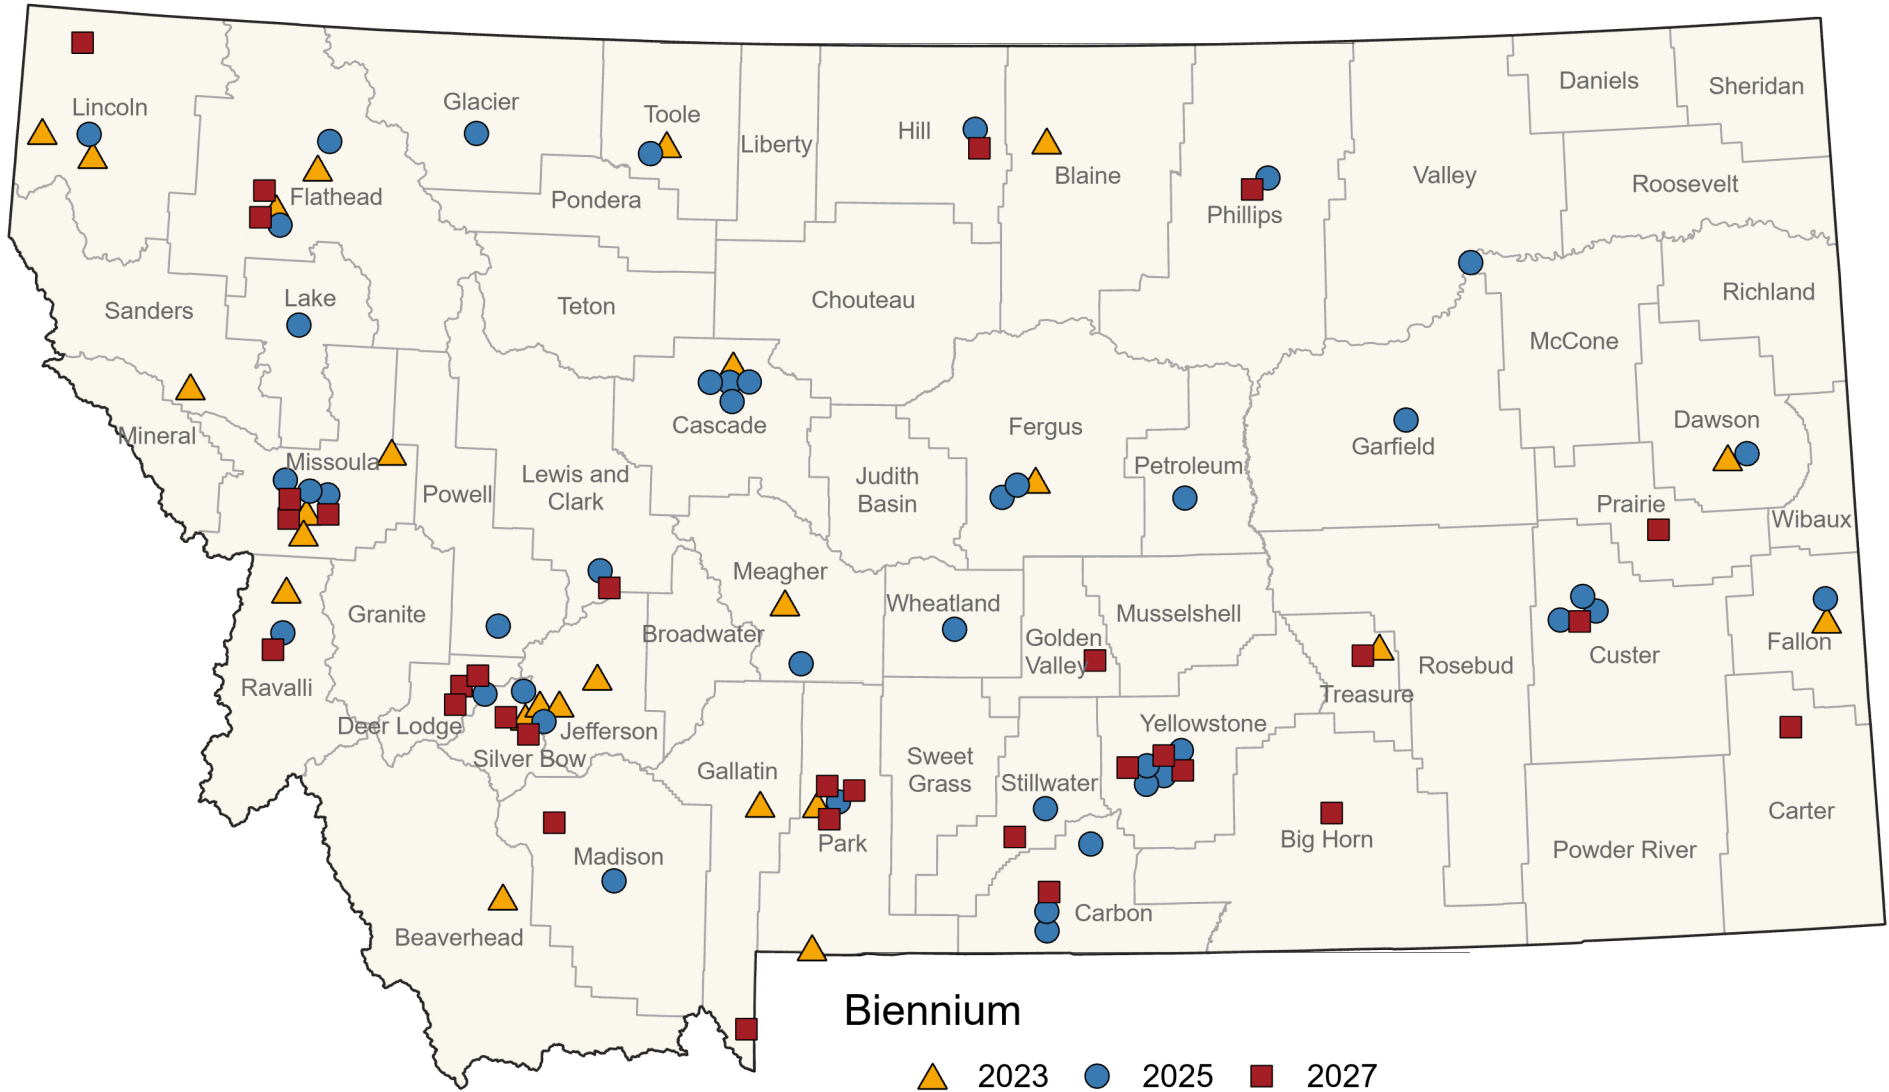 Daniels
Sheridan
Glacier
Lincoln
Toole
Hill
Liberty
Blaine
Valley
Roosevelt
Flathead
Pondera
Phillips
Lake
Sanders
Teton
Chouteau
Richland
McCone
Cascade
Fergus
Dawson
Mineral
Garfield
Missoula
Petroleum
Lewis and
Clark
Powell
Judith
Basin
Prairie
Wibaux
Meagher
Granite
Wheatland
Musselshell
Broadwater
Golden
Valley
Fallon
Custer
Rosebud
Ravalli
Treasure
Deer Lodge
Jefferson
Yellowstone
Silver Bow
Sweet
Grass
Gallatin
Stillwater
Carter
Park
Big Horn
Madison
Powder River
Carbon
Beaverhead
Biennium
2023
2025
2027